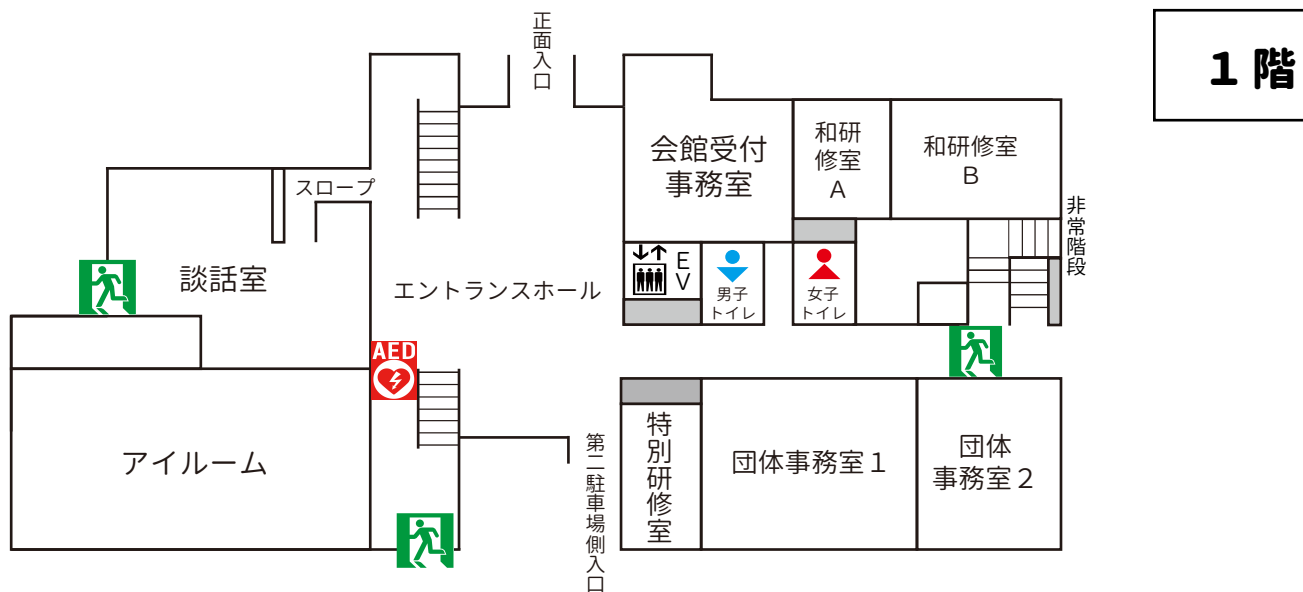 正面入口
1階
会館受付
事務室
和研
修室
A
和研修室
B
スロープ
非常階段
談話室
エントランスホール
EV
男子
トイレ
女子
トイレ
AED
アイルーム
第二駐車場側入口
特別研修室
団体事務室1
団体
事務室2